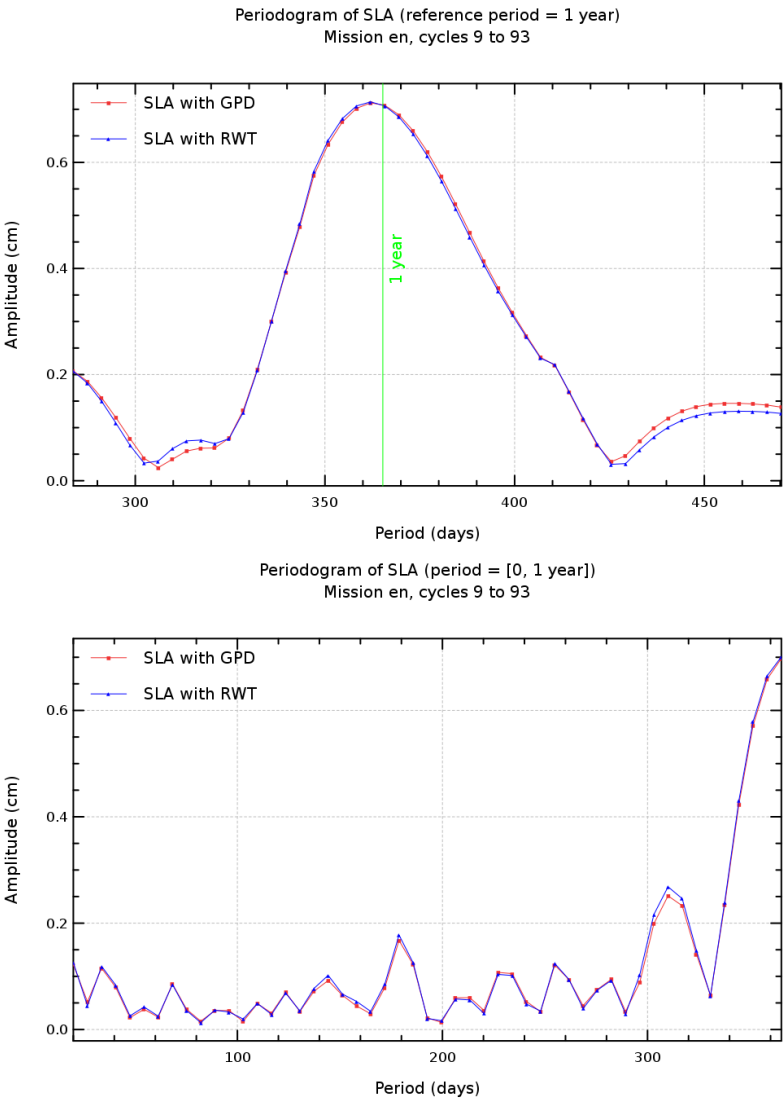 Periodogram of SLA (reference period = 1 year)
Mission en, cycles 9 to 93
SLA with GPD
SLA with RWT
0.6
0.4
0.2
0.0
Amplitude (cm)
1 year
300
350
400
450
Period (days)
Periodogram of SLA (period = [0, 1 year])
Mission en, cycles 9 to 93
SLA with GPD
SLA with RWT
0.6
0.4
0.2
0.0
Amplitude (cm)
100
200
300
Period (days)